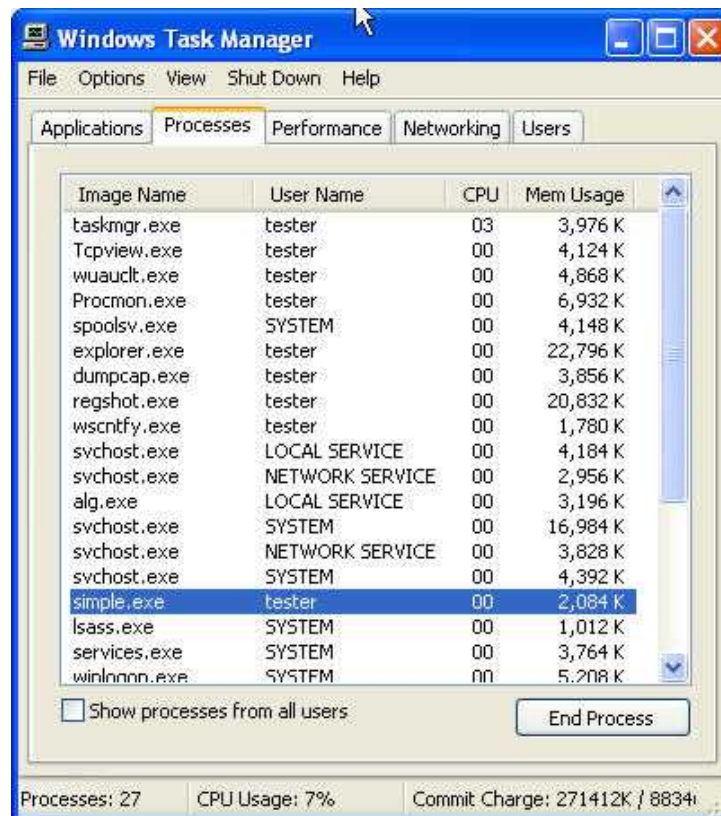 Windows Task Manager
File Options View Shut Down Help
Applications Processes Performance Networking Users
Image Name User Name CPU Mem Usage
taskmgr.exe tester 03 3,976 K
Tcpview.exe tester 00 4,124 K
wuauclt.exe tester 00 4,868 K
Procmon.exe tester 00 6,932 K
spoolsv.exe SYSTEM 00 4,148 K
explorer.exe tester 00 22,796 K
dumpcap.exe tester 00 3,856 K
regshot.exe tester 00 20,832 K
wscntfy.exe tester 00 1,780 K
svchost.exe LOCAL SERVICE 00 4,184 K
svchost.exe NETWORK SERVICE 00 2,956 K
alg.exe LOCAL SERVICE 00 3,196 K
svchost.exe SYSTEM 00 16,984 K
svchost.exe NETWORK SERVICE 00 3,828 K
svchost.exe SYSTEM 00 4,392 K
simple.exe tester 00 2,084 K
lsass.exe SYSTEM 00 1,012 K
services.exe SYSTEM 00 3,764 K
winlogon.exe SYSTEM 00 5,208 K
Show processes from all users End Process
Processes: 27 CPU Usage: 7% Commit Charge: 271412K / 8834